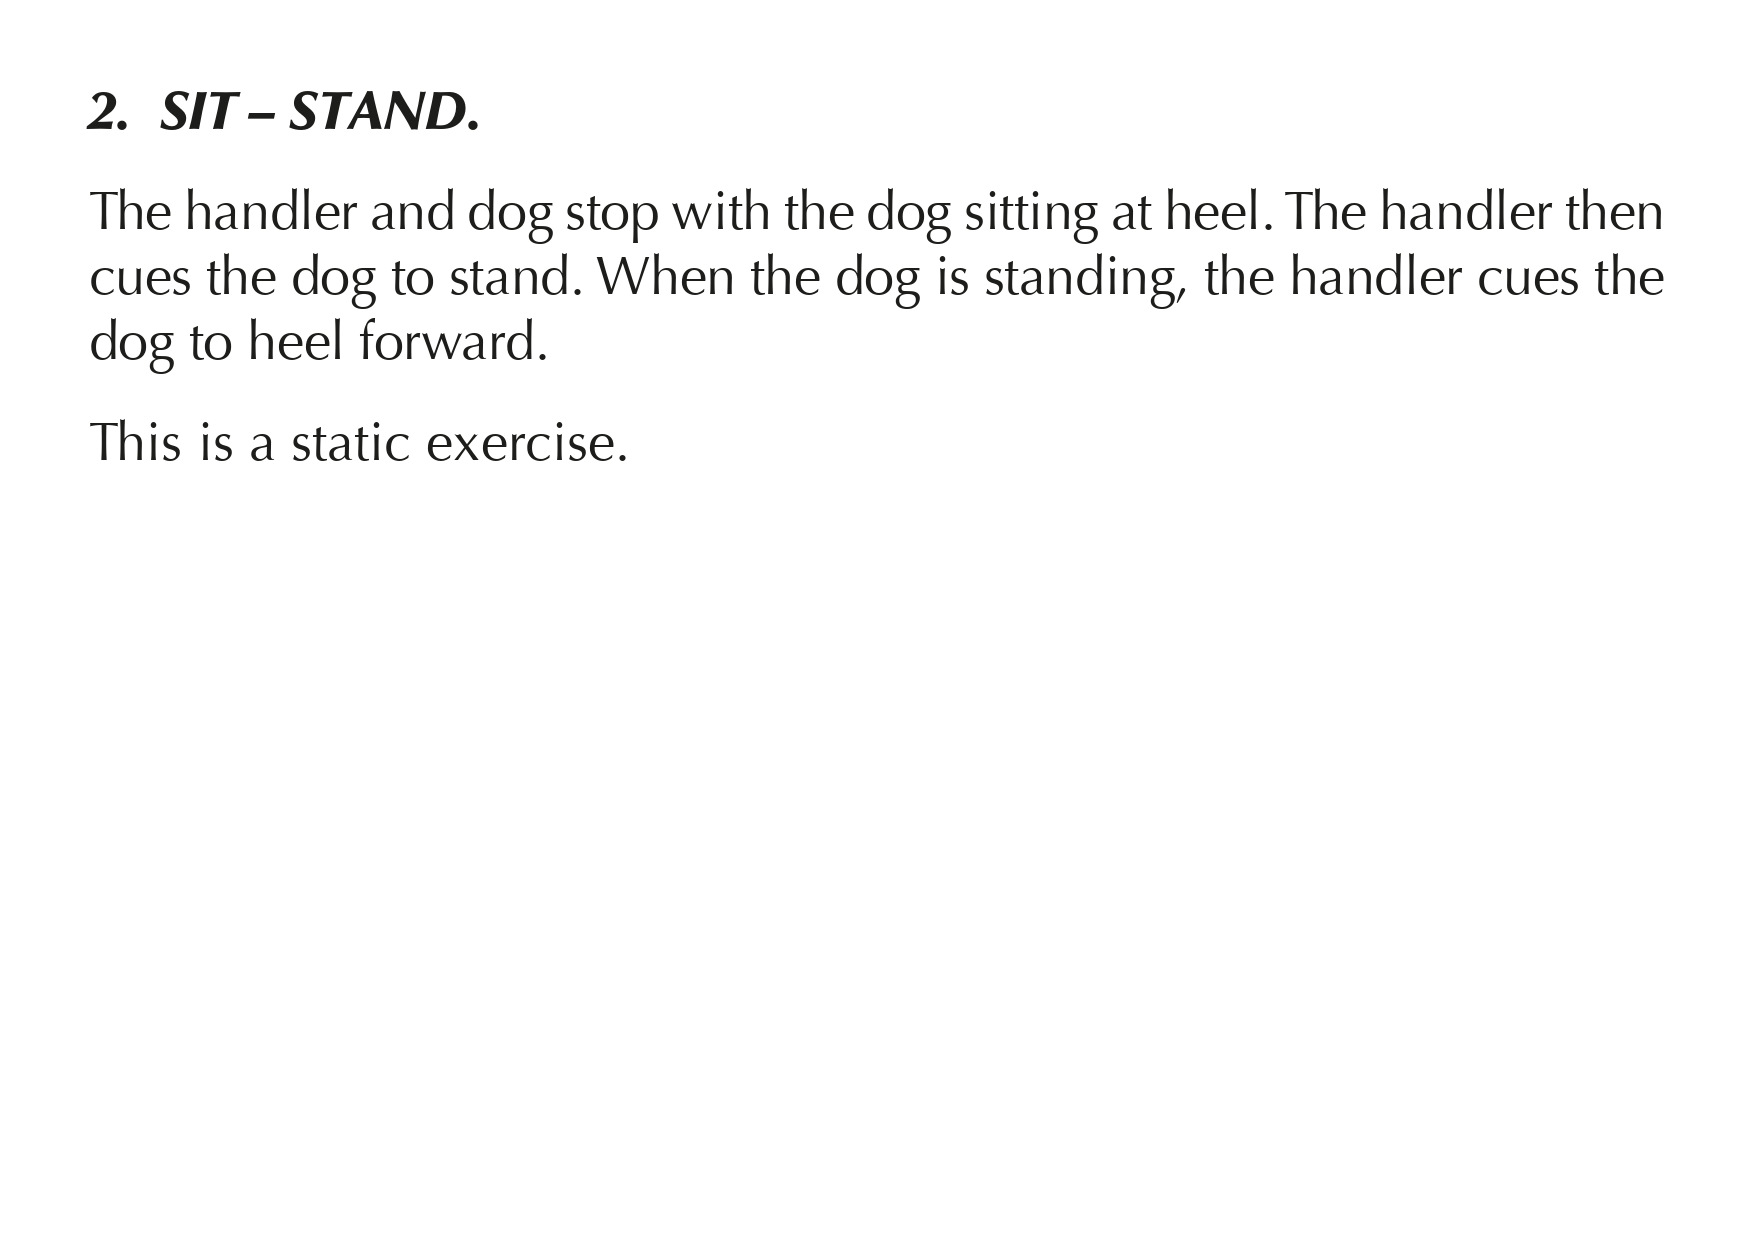 2. SIT – STAND.
The handler and dog stop with the dog sitting at heel. The handler then
cues the dog to stand. When the dog is standing, the handler cues the
dog to heel forward.
This is a static exercise.